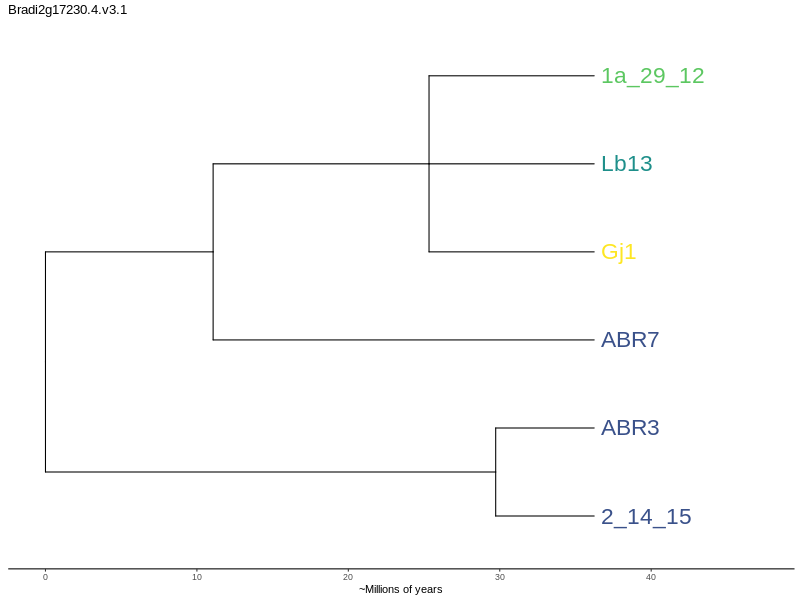 Bradi2g17230.4.v3.1
1a_29_12
Lb13
Gj1
ABR7
ABR3
2_14_15
0 10 20 30 40
~Millions of years